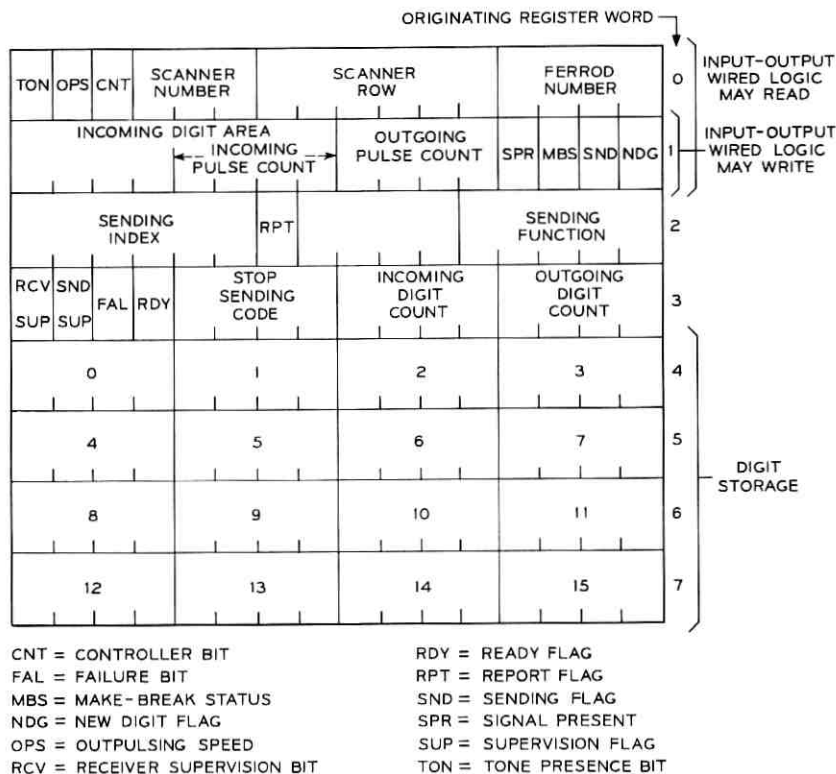 ORIGINATING REGISTER WORD
TON OPS CNT SCANNER NUMBER SCANNER ROW FERROD NUMBER 0
INPUT-OUTPUT
WIRED LOGIC
MAY READ
INCOMING DIGIT AREA
INCOMING PULSE COUNT
OUTGOING PULSE COUNT
SPR MBS SND NDG 1
INPUT-OUTPUT
WIRED LOGIC
MAY WRITE
SENDING INDEX RPT SENDING FUNCTION 2
RCV SUP
SND SUP
FAL RDY
STOP SENDING CODE
INCOMING DIGIT COUNT
OUTGOING DIGIT COUNT
3
0 1 2 3 4
4 5 6 7 5
8 9 10 11 6
12 13 14 15 7
DIGIT
STORAGE
CNT = CONTROLLER BIT
FAL = FAILURE BIT
MBS = MAKE-BREAK STATUS
NDG = NEW DIGIT FLAG
OPS = OUTPULSING SPEED
RCV = RECEIVER SUPERVISION BIT
RDY = READY FLAG
RPT = REPORT FLAG
SND = SENDING FLAG
SPR = SIGNAL PRESENT
SUP = SUPERVISION FLAG
TON = TONE PRESENCE BIT